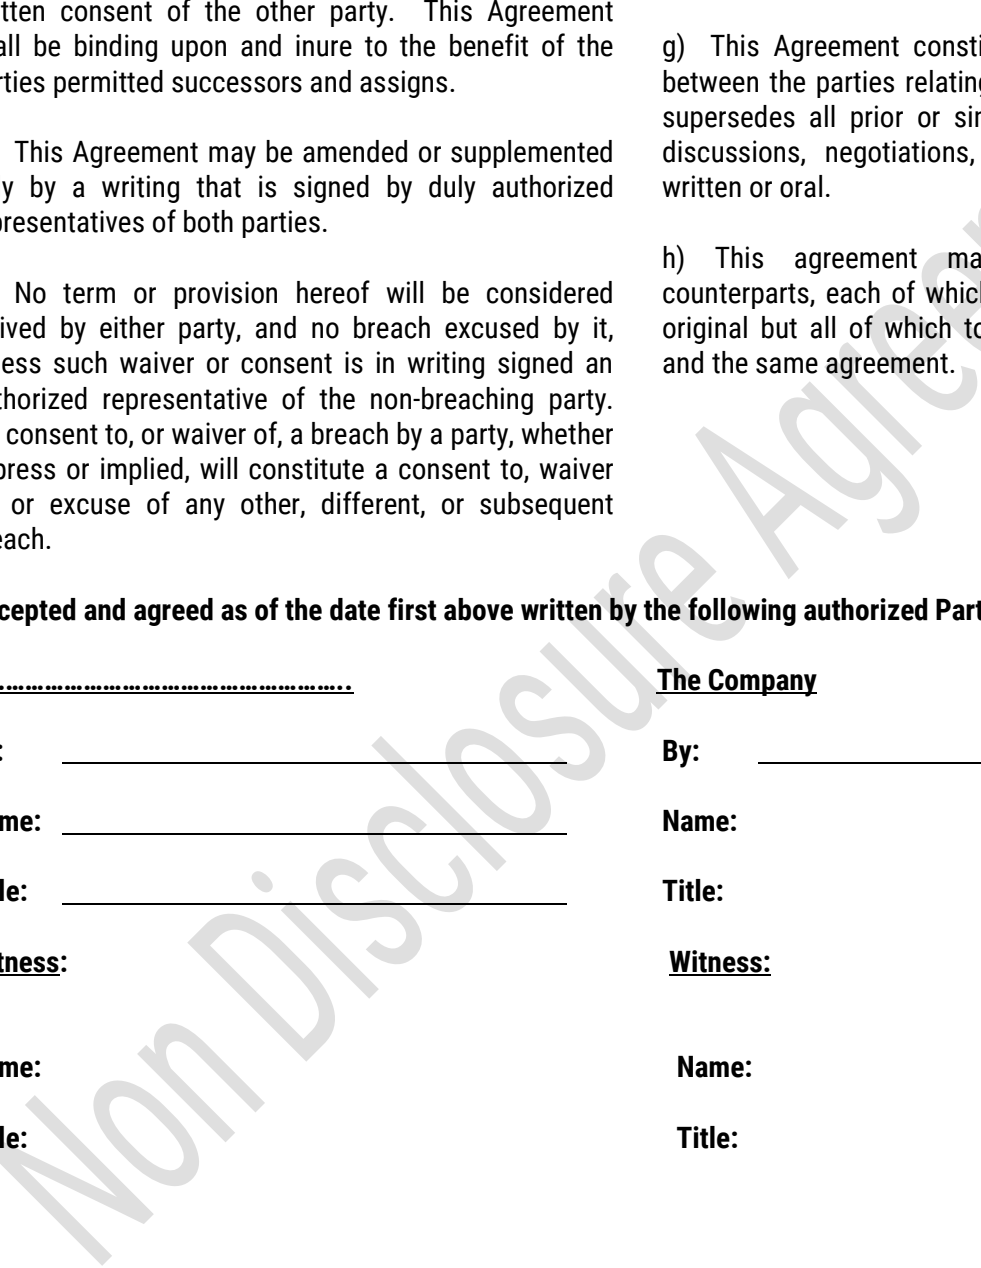 tten consent of the other party. This Agreement
all be binding upon and inure to the benefit of the
rties permitted successors and assigns.
This Agreement may be amended or supplemented
y by a writing that is signed by duly authorized
presentatives of both parties.
No term or provision hereof will be considered
ived by either party, and no breach excused by it,
ess such waiver or consent is in writing signed an
thorized representative of the non-breaching party.
consent to, or waiver of, a breach by a party, whether
press or implied, will constitute a consent to, waiver
or excuse of any other, different, or subsequent
each.
g) This Agreement consti
between the parties relating
supersedes all prior or sin
discussions, negotiations,
written or oral.
h) This agreement ma
counterparts, each of which
original but all of which to
and the same agreement.
cepted and agreed as of the date first above written by the following authorized Part
……………………………………………….. The Company
: By:
me: Name:
le: Title:
tness: Witness:
me: Name:
le: Title:
Non Disclosure Agree